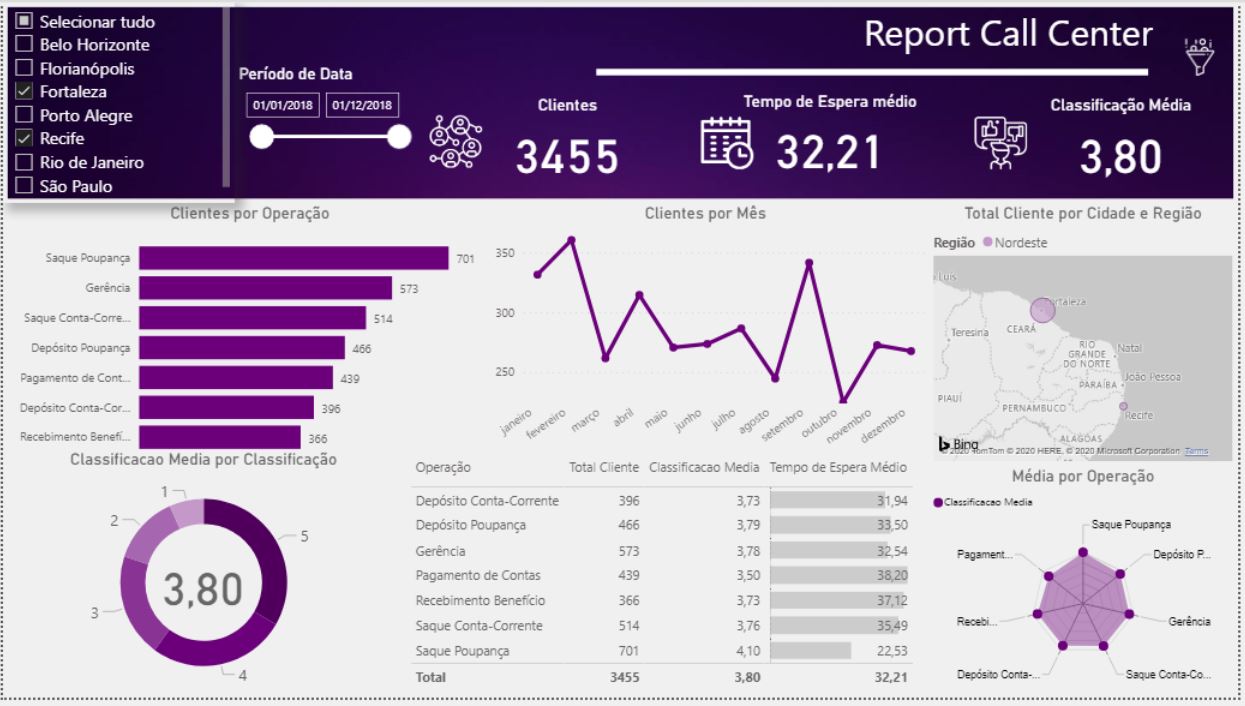 Selecionar tudo
Belo Horizonte
Florianópolis
Fortaleza
Porto Alegre
Recife
Rio de Janeiro
São Paulo
Período de Data
01/01/2018 01/12/2018
Report Call Center
Clientes
3455
Tempo de Espera médio
32,21
Classificação Média
3,80
Clientes por Operação
Saque Poupança 701
Gerência 573
Saque Conta-Corre... 514
Depósito Poupança 466
Pagamento de Cont... 439
Depósito Conta-Cor... 396
Recebimento Benefí... 366
Clientes por Mês
350
300
250
janeiro fevereiro março abril maio junho julho agosto setembro outubro novembro dezembro
Total Cliente por Cidade e Região
Região Nordeste
Luis
Fortaleza
Teresina
CEARÁ
RIO
GRANDE
DO NORTE
Natal
João Pessoa
PARAÍBA
PIAUÍ
PERNAMBUCO
Recife
ALAGOAS
Bing
© 2020 TomTom © 2020 HERE, © 2020 Microsoft Corporation Terms
Classificacao Media por Classificação
1
2
3
4
5
3,80
Operação Total Cliente Classificacao Media Tempo de Espera Médio
Depósito Conta-Corrente 396 3,73 31,94
Depósito Poupança 466 3,79 33,50
Gerência 573 3,78 32,54
Pagamento de Contas 439 3,50 38,20
Recebimento Benefício 366 3,73 37,12
Saque Conta-Corrente 514 3,76 35,49
Saque Poupança 701 4,10 22,53
Total 3455 3,80 32,21
Média por Operação
Classificacao Media
Saque Poupança
Pagament... Depósito P...
Recebi... Gerência
Depósito Conta-... Saque Conta-Co...